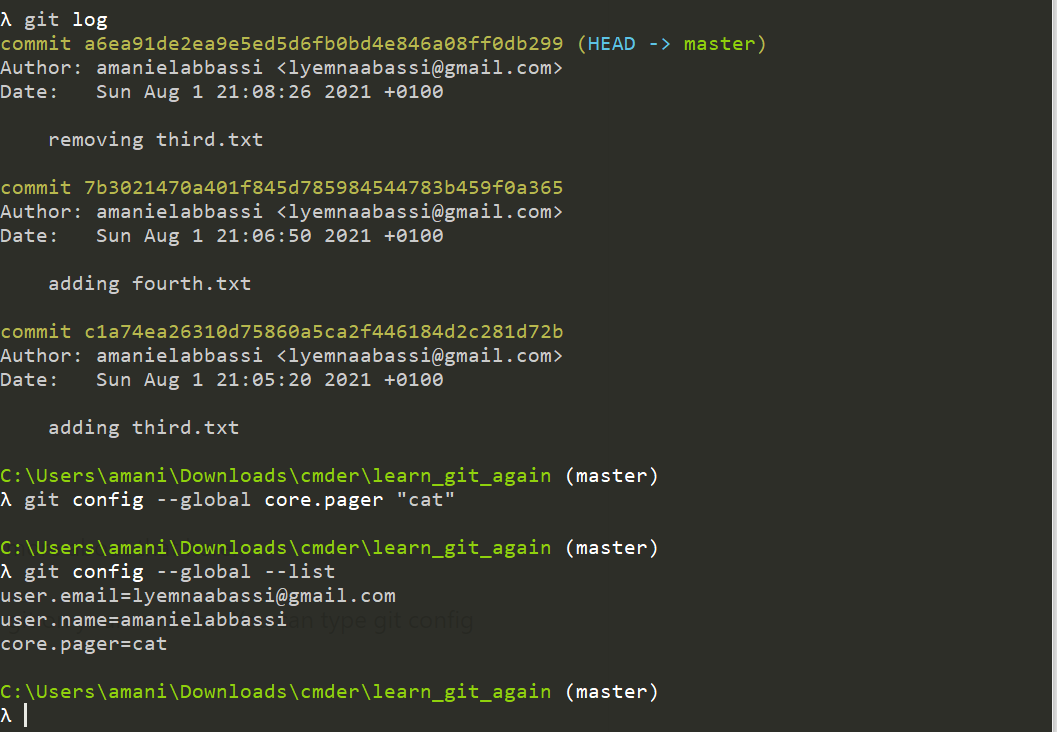 λ git log
commit a6ea91de2ea9e5ed5d6fb0bd4e846a08ff0db299 (HEAD -> master)
Author: amanielabbassi <lyemnaabassi@gmail.com>
Date:   Sun Aug 1 21:08:26 2021 +0100
    removing third.txt
commit 7b3021470a401f845d785984544783b459f0a365
Author: amanielabbassi <lyemnaabassi@gmail.com>
Date:   Sun Aug 1 21:06:50 2021 +0100
    adding fourth.txt
commit c1a74ea26310d75860a5ca2f446184d2c281d72b
Author: amanielabbassi <lyemnaabassi@gmail.com>
Date:   Sun Aug 1 21:05:20 2021 +0100
    adding third.txt
C:\Users\amani\Downloads\cmder\learn_git_again (master)
λ git config --global core.pager "cat"
C:\Users\amani\Downloads\cmder\learn_git_again (master)
λ git config --global --list
user.email=lyemnaabassi@gmail.com
user.name=amanielabbassi type git config
core.pager=cat
C:\Users\amani\Downloads\cmder\learn_git_again (master)
λ